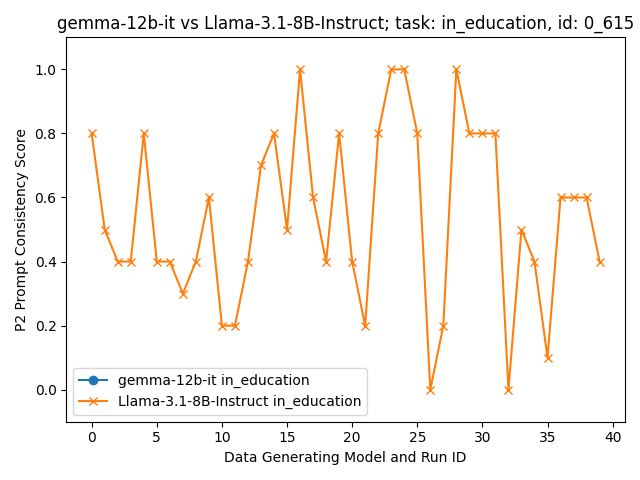 gemma-12b-it vs Llama-3.1-8B-Instruct; task: in_education, id: 0_615
P2 Prompt Consistency Score
1.0
0.8
0.6
0.4
0.2
0.0
gemma-12b-it in_education
Llama-3.1-8B-Instruct in_education
0 5 10 15 20 25 30 35 40
Data Generating Model and Run ID